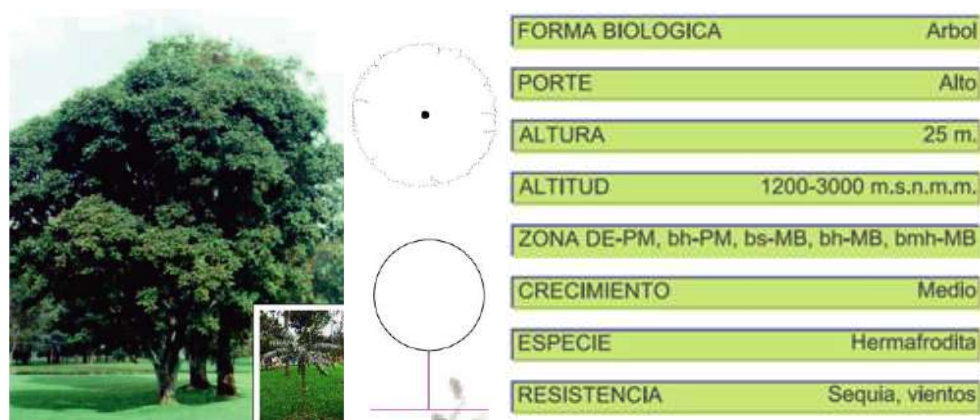 FORMA BIOLOGICA Arbol
PORTE Alto
ALTURA 25 m.
ALTITUD 1200-3000 m.s.n.m.m.
ZONA DE-PM, bh-PM, bs-MB, bh-MB, bmh-MB
CRECIMIENTO Medio
ESPECIE Hermafrodita
RESISTENCIA Sequia, vientos